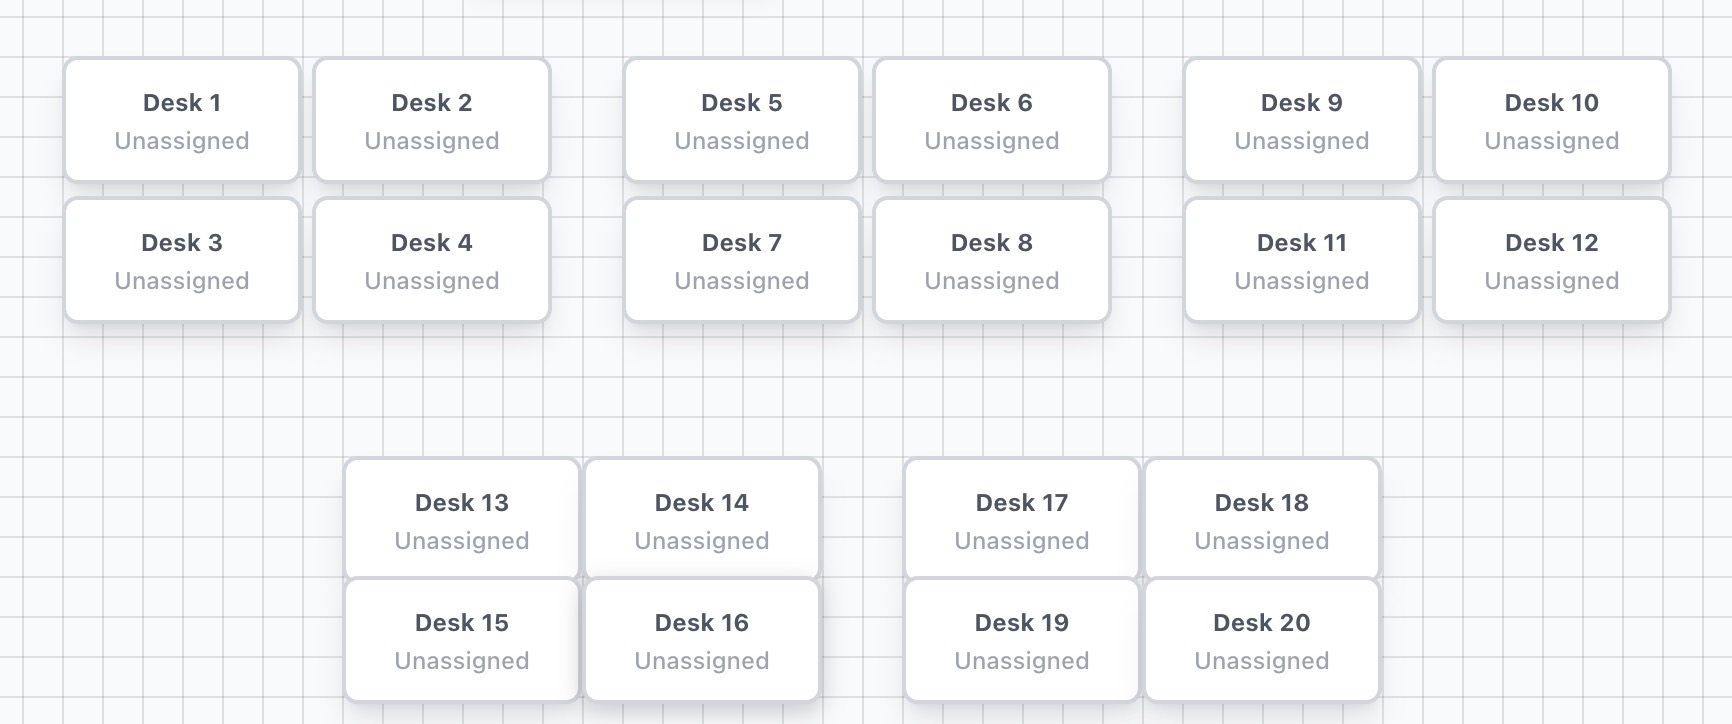 Desk 1
Unassigned
Desk 2
Unassigned
Desk 5
Unassigned
Desk 6
Unassigned
Desk 9
Unassigned
Desk 10
Unassigned
Desk 3
Unassigned
Desk 4
Unassigned
Desk 7
Unassigned
Desk 8
Unassigned
Desk 11
Unassigned
Desk 12
Unassigned
Desk 13
Unassigned
Desk 14
Unassigned
Desk 17
Unassigned
Desk 18
Unassigned
Desk 15
Unassigned
Desk 16
Unassigned
Desk 19
Unassigned
Desk 20
Unassigned